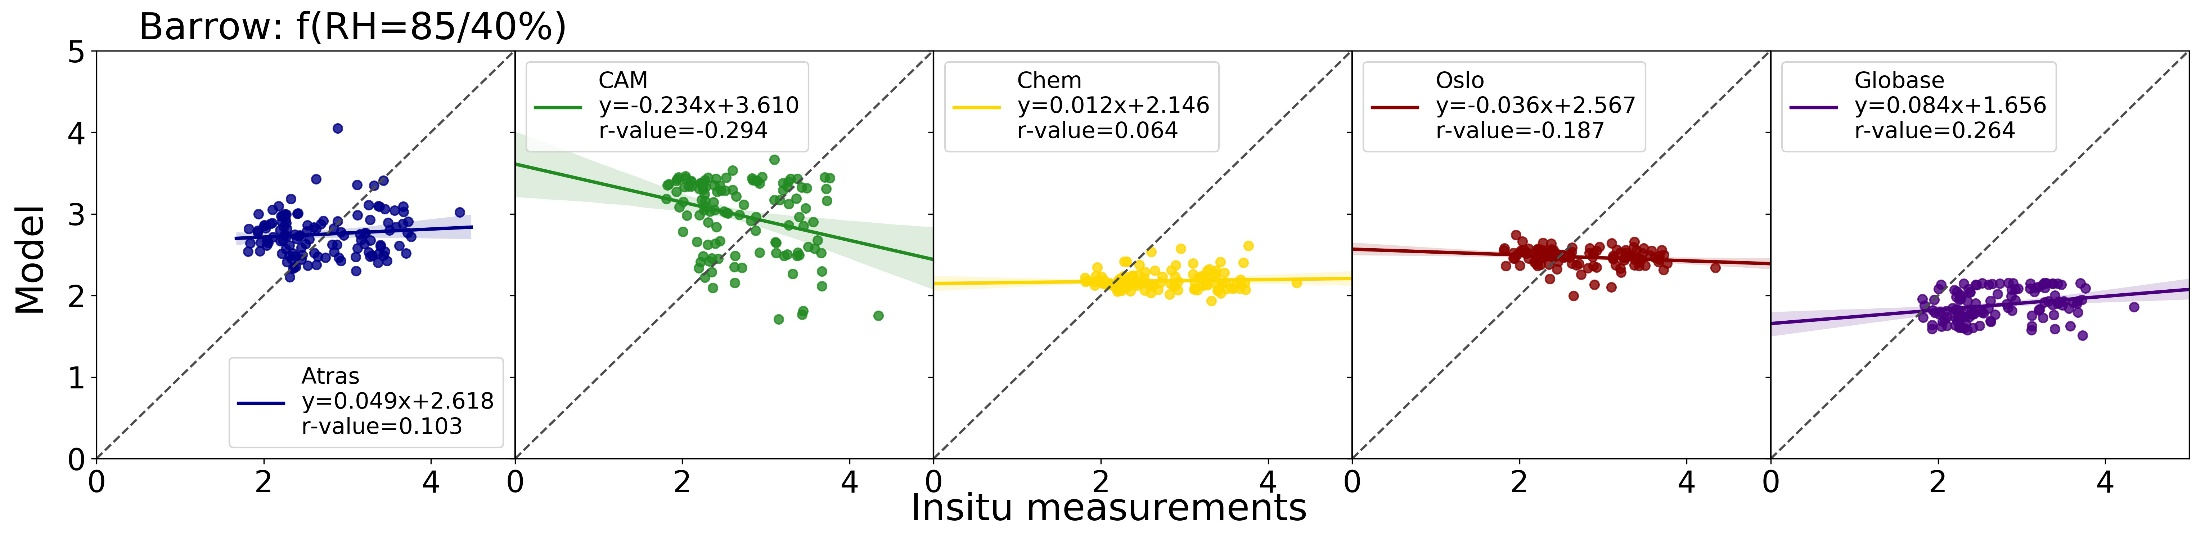 Barrow: f(RH=85/40%)
Model
5
4
3
2
1
0
Atras
y=0.049x+2.618
r-value=0.103
CAM
y=-0.234x+3.610
r-value=-0.294
Chem
y=0.012x+2.146
r-value=0.064
Oslo
y=-0.036x+2.567
r-value=-0.187
Globase
y=0.084x+1.656
r-value=0.264
0 2 4 0 2 4 0 2 4 0 2 4 0 2 4
Insitu measurements